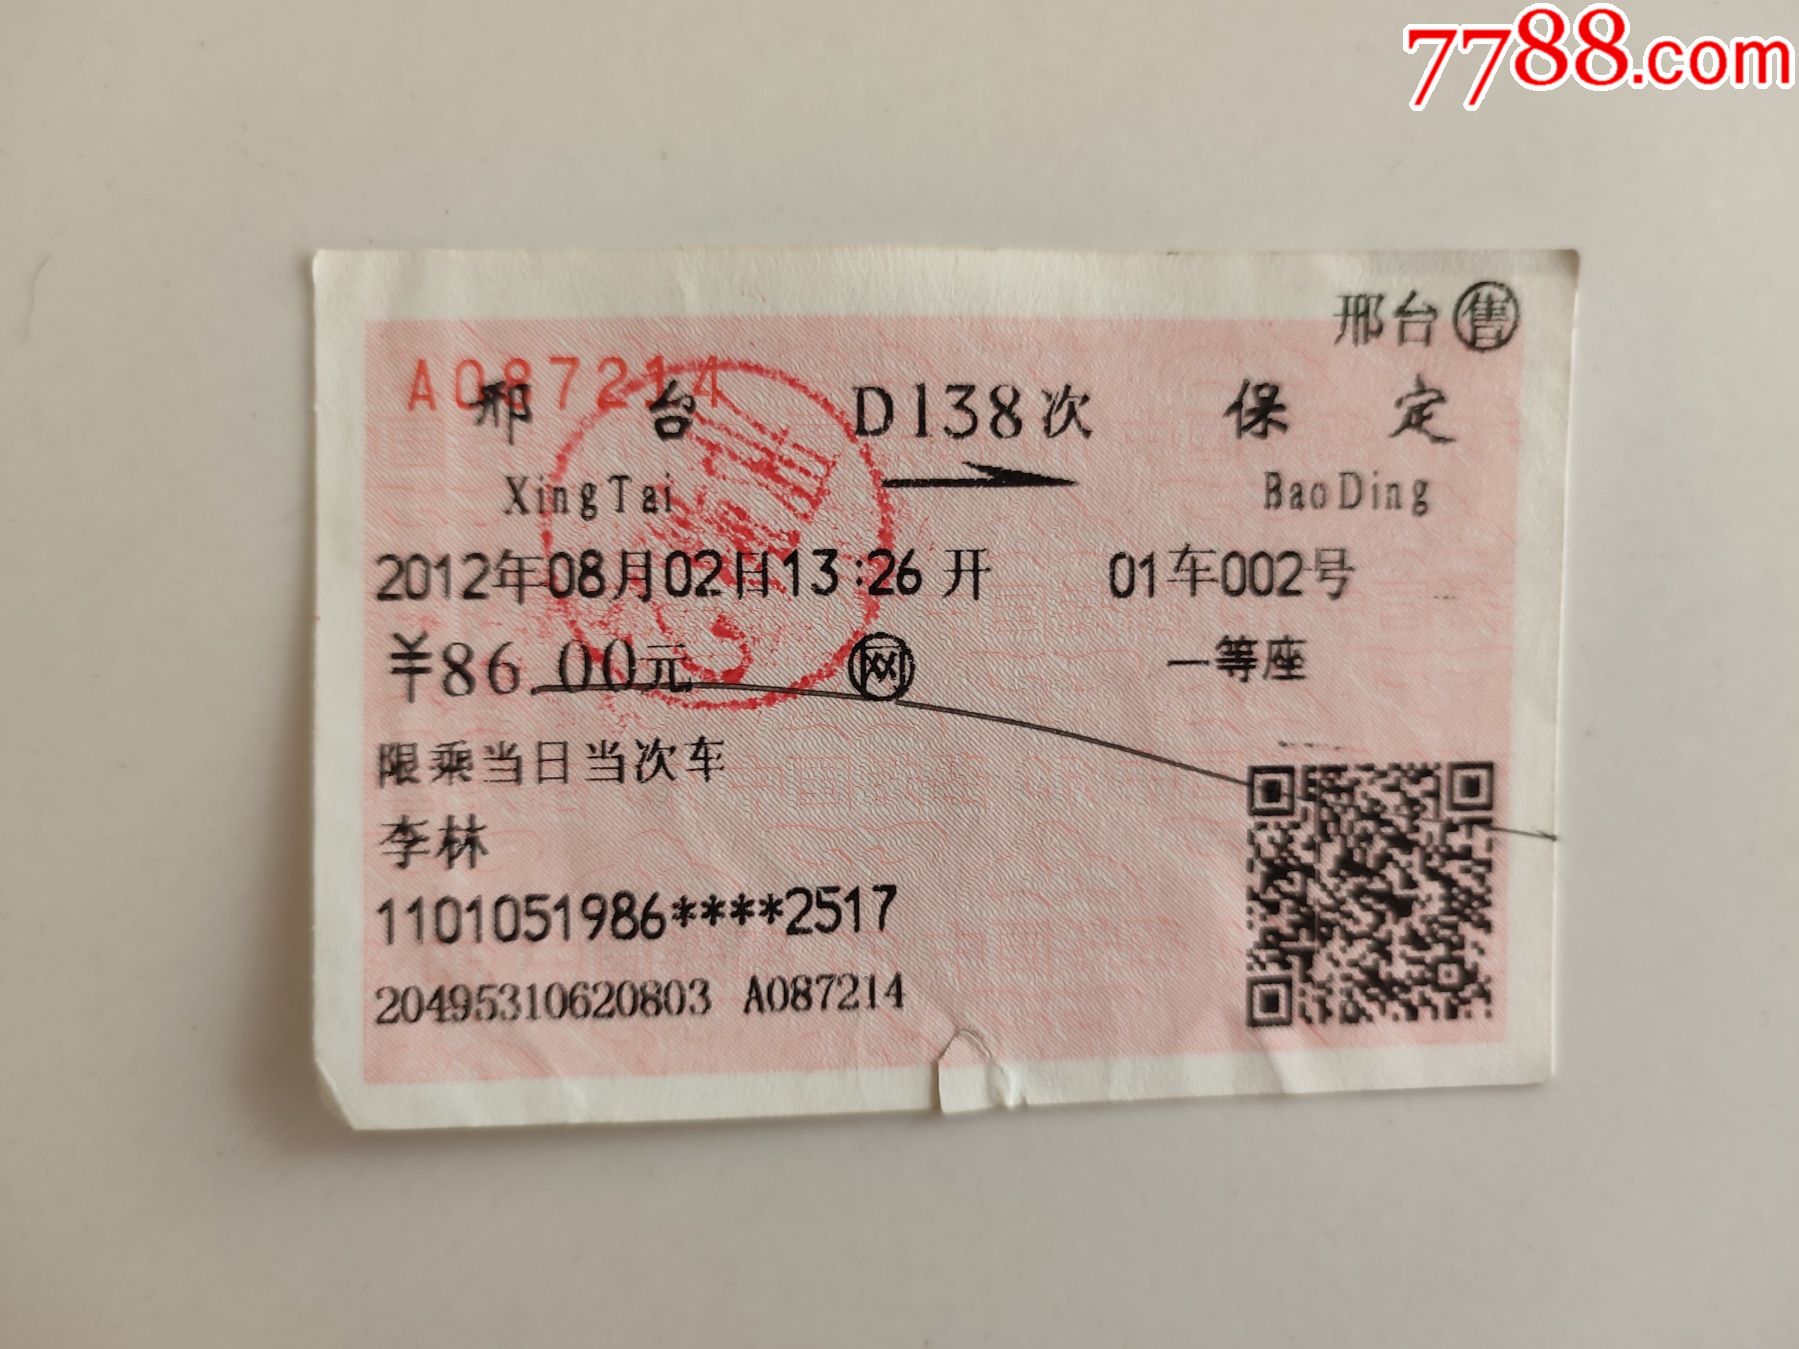 7788.com
邢台售
A087214
邢台 D138次 保定
XingTai BaoDing
2012年08月02日13:26开 01车002号
¥86.00元 网 一等座
限乘当日当次车
李林
1101051986****2517
20495310620803 A087214